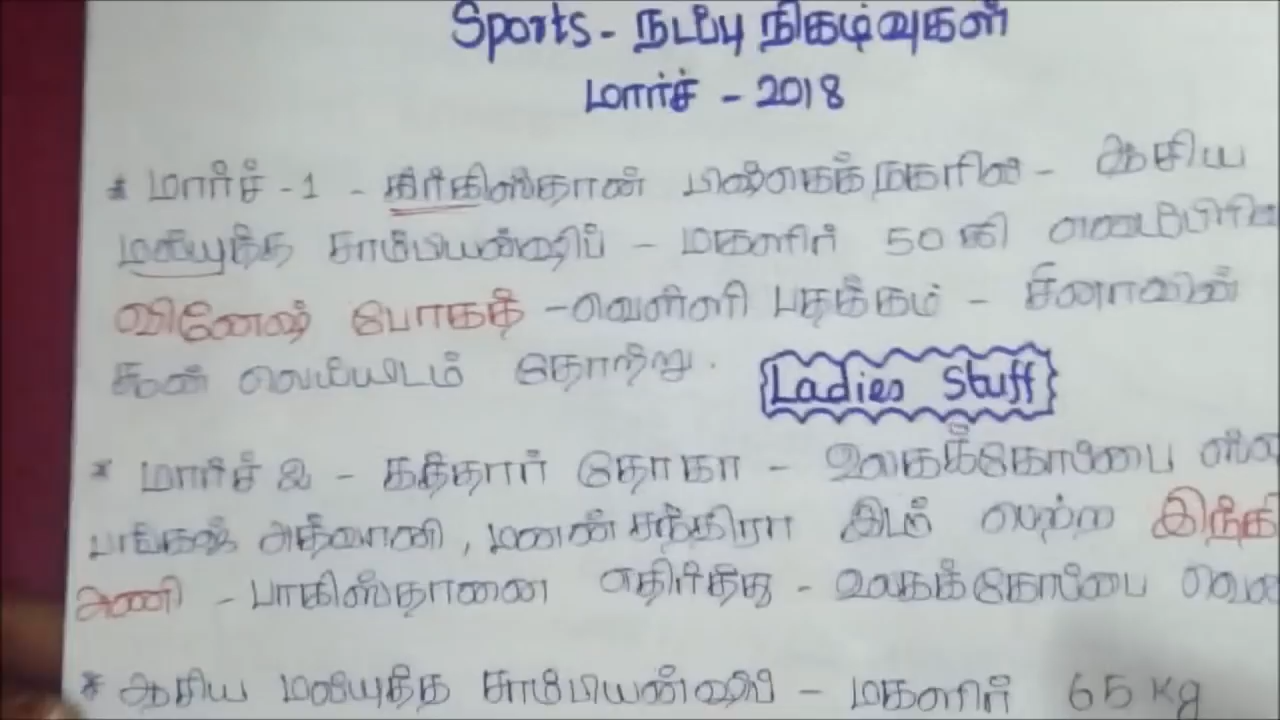 Sports - நடப்பு நிகழ்வுகள்
மார்ச் - 2018
* மார்ச் -1 - கிர்கிஸ்தான் பிஷ்கெக் நகரில் - ஆசிய
மல்யுத்த சாம்பியன்ஷிப் - மகளிர் 50 கி எடைபிரிவி
வினேஷ் போகத் - வெள்ளி பதக்கம் - சீனாவின்
சுன் லெயிடம் தோற்று.
Ladies Stuff
* மார்ச் 2 - கத்தார் தோகா - உலகக்கோப்பை
பங்கஜ் அத்வானி, மனன் சந்திரா இடம் பெற்ற இந்தி
அணி - பாகிஸ்தானை எதிர்த்து - உலகக்கோப்பை வெ
* ஆசிய மல்யுத்த சாம்பியன்ஷிப் - மகளிர் 65 kg